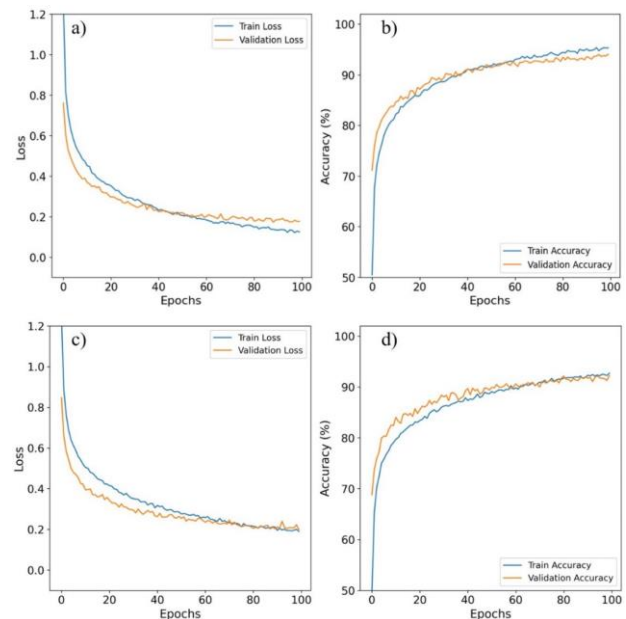 a)
Train Loss
Validation Loss
1.2
1.0
0.8
0.6
0.4
0.2
0.0
Loss
0 20 40 60 80 100
Epochs
b)
100
90
80
70
60
50
Accuracy (%)
Train Accuracy
Validation Accuracy
0 20 40 60 80 100
Epochs
c)
Train Loss
Validation Loss
1.2
1.0
0.8
0.6
0.4
0.2
0.0
Loss
0 20 40 60 80 100
Epochs
d)
100
90
80
70
60
50
Accuracy (%)
Train Accuracy
Validation Accuracy
0 20 40 60 80 100
Epochs